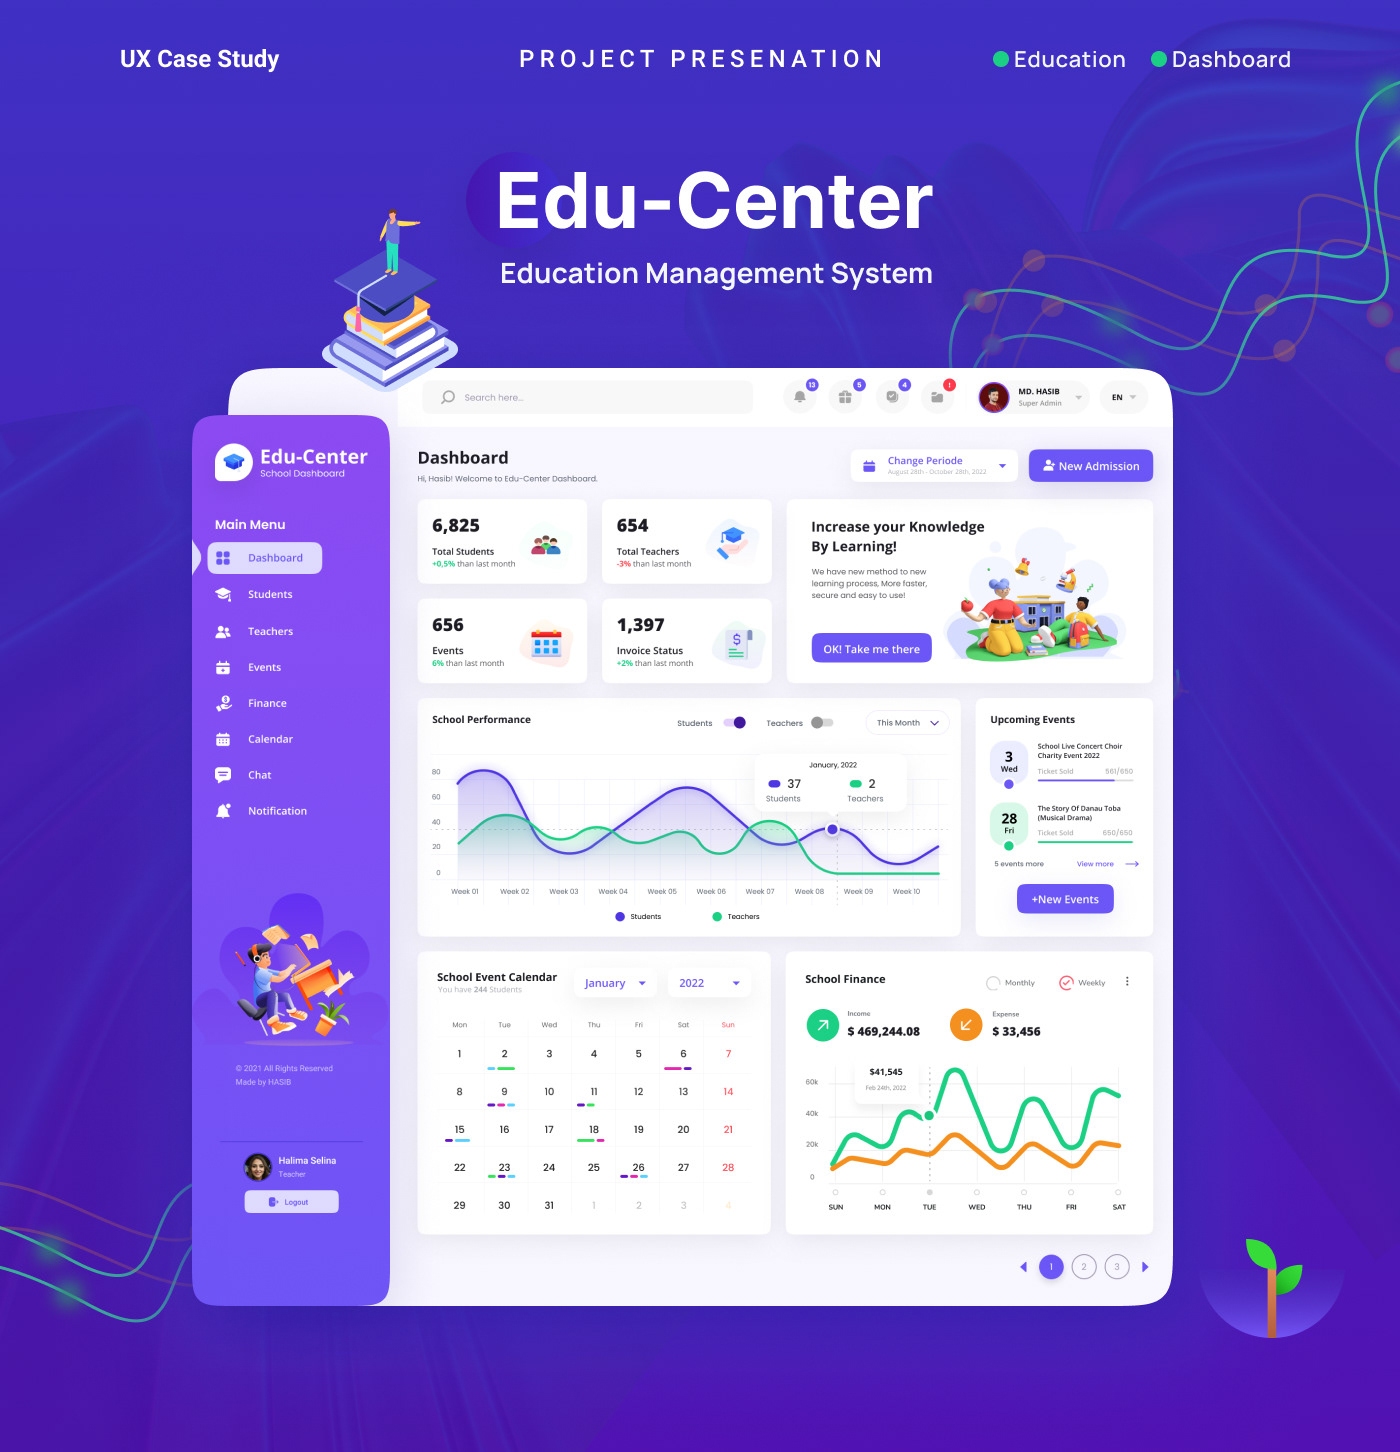 UX Case Study
PROJECT PRESENATION
Education
Dashboard
Edu-Center
Education Management System
Search here...
13
5
4
!
MD. HASIB
Super Admin
EN
Edu-Center
School Dashboard
Main Menu
Dashboard
Students
Teachers
Events
Finance
Calendar
Chat
Notification
© 2021 All Rights Reserved
Made by HASIB
Halima Selina
Teacher
Logout
Dashboard
Hi, Hasib! Welcome to Edu-Center Dashboard.
Change Periode
August 28th - October 28th, 2022
New Admission
6,825
Total Students
+0,5% than last month
654
Total Teachers
-3% than last month
656
Events
6% than last month
1,397
Invoice Status
+2% than last month
$
Increase your Knowledge
By Learning!
We have new method to new
learning process, More faster,
secure and easy to use!
OK! Take me there
School Performance
Students
Teachers
This Month
80
60
40
20
0
January, 2022
37
Students
2
Teachers
Week 01
Week 02
Week 03
Week 04
Week 05
Week 06
Week 07
Week 08
Week 09
Week 10
Students
Teachers
Upcoming Events
3
Wed
School Live Concert Choir
Charity Event 2022
Ticket Sold
561/650
28
Fri
The Story Of Danau Toba
(Musical Drama)
Ticket Sold
650/650
5 events more
View more
+New Events
School Event Calendar
You have 244 Students
January
2022
Mon Tue Wed Thu Fri Sat Sun
1 2 3 4 5 6 7
8 9 10 11 12 13 14
15 16 17 18 19 20 21
22 23 24 25 26 27 28
29 30 31 1 2 3 4
School Finance
Monthly
Weekly
Income
$ 469,244.08
Expense
$ 33,456
60k
40k
20k
0
$41,545
Feb 24th, 2022
SUN MON TUE WED THU FRI SAT
1 2 3